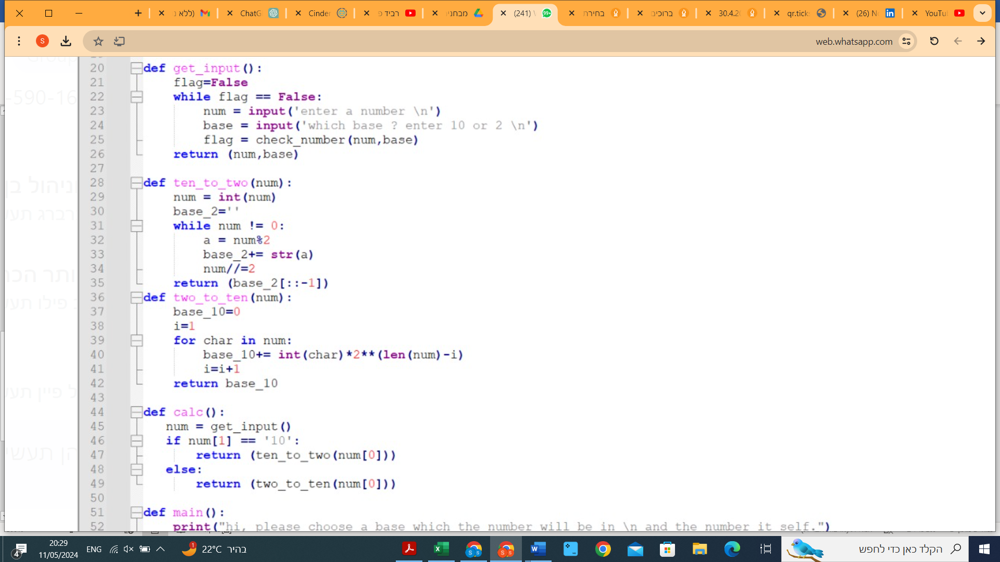 (ללא נ
ChatG
Cinder
רביד פ
מבחני
(241)
בחירת
ברוכים
30.4.20
qr.ticks
(26) N
YouTu
S
web.whatsapp.com
20 def get_input():
21 flag=False
22 while flag == False:
23 num = input('enter a number \n')
24 base = input('which base ? enter 10 or 2 \n')
25 flag = check_number(num,base)
26 return (num,base)
27
28 def ten_to_two(num):
29 num = int(num)
30 base_2=''
31 while num != 0:
32 a = num%2
33 base_2+= str(a)
34 num//=2
35 return (base_2[::-1])
36 def two_to_ten(num):
37 base_10=0
38 i=1
39 for char in num:
40 base_10+= int(char)*2**(len(num)-i)
41 i=i+1
42 return base_10
43
44 def calc():
45 num = get_input()
46 if num[1] == '10':
47 return (ten_to_two(num[0]))
48 else:
49 return (two_to_ten(num[0]))
50
51 def main():
52 print("hi, please choose a base which the number will be in \n and the number it self.")
-590-16
20:29
11/05/2024
ENG
22°C בהיר
הקלד כאן כדי לחפש